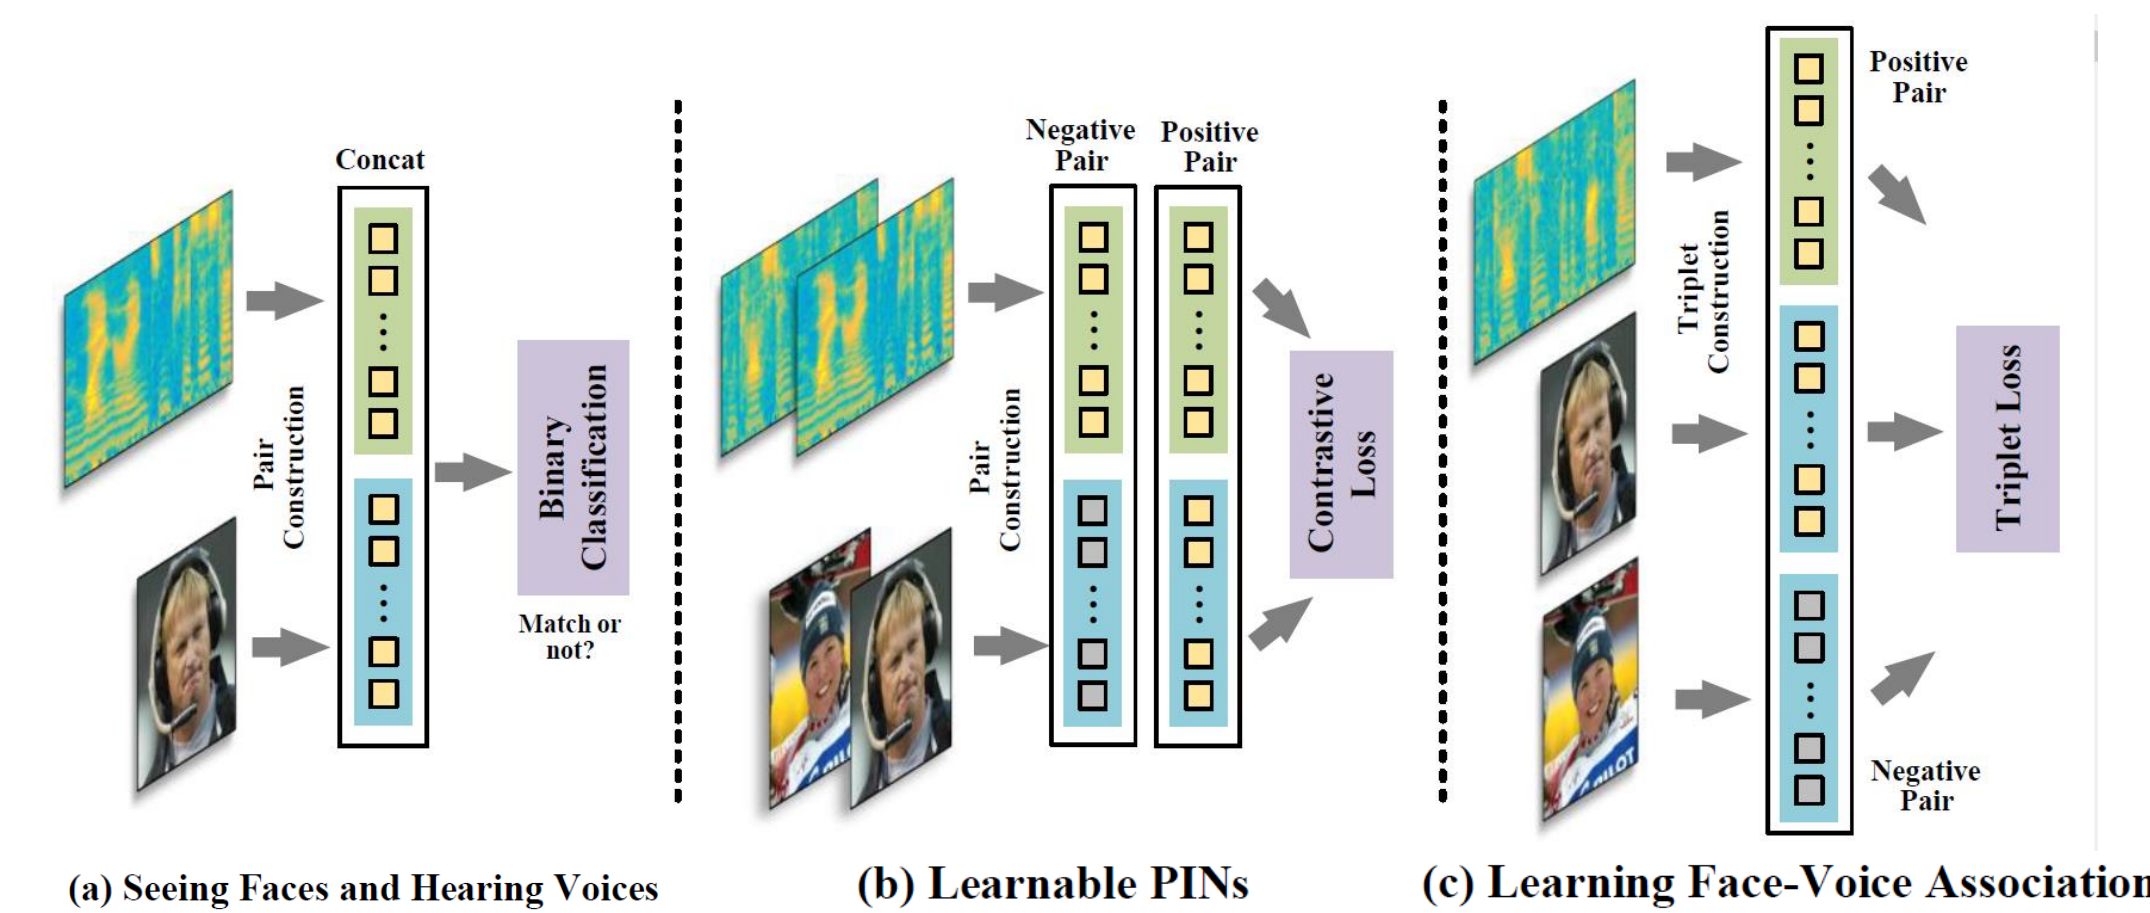 Concat
Pair
Construction
Binary
Classification
Match or
not?
(a) Seeing Faces and Hearing Voices
Negative
Pair
Positive
Pair
Pair
Construction
Contrastive
Loss
(b) Learnable PINs
Positive
Pair
Triplet
Construction
Triplet Loss
Negative
Pair
(c) Learning Face-Voice Association